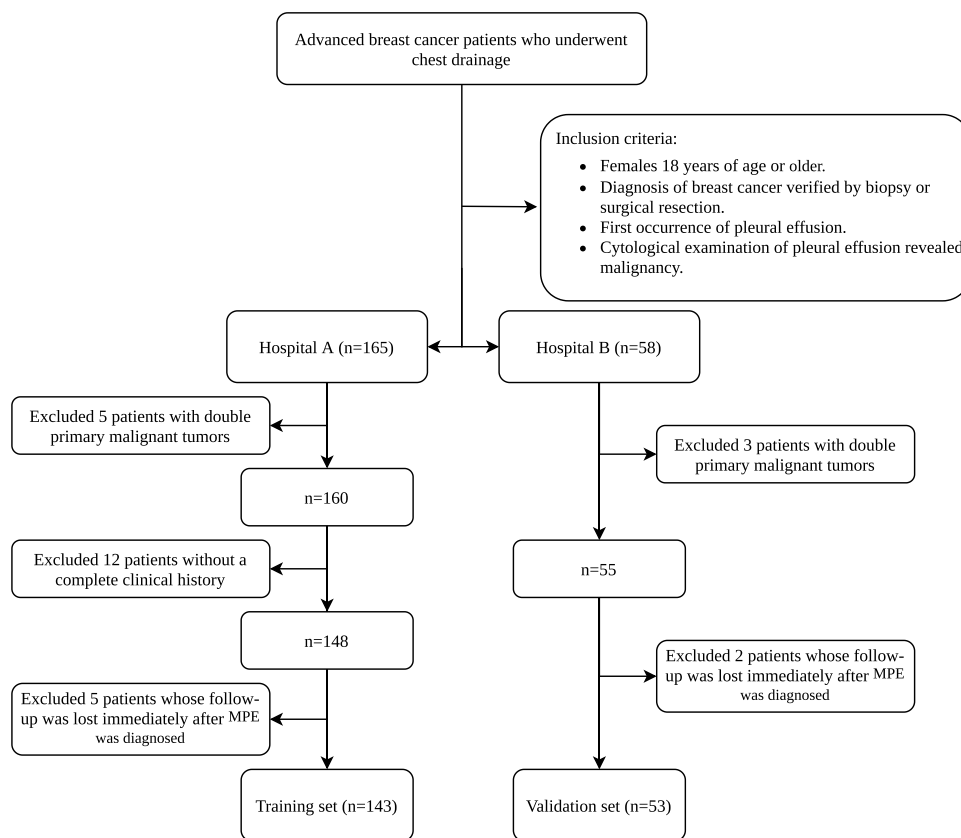 Advanced breast cancer patients who underwent
chest drainage
Inclusion criteria:
• Females 18 years of age or older.
• Diagnosis of breast cancer verified by biopsy or
surgical resection.
• First occurrence of pleural effusion.
• Cytological examination of pleural effusion revealed
malignancy.
Hospital A (n=165)
Hospital B (n=58)
Excluded 5 patients with double
primary malignant tumors
Excluded 3 patients with double
primary malignant tumors
n=160
Excluded 12 patients without a
complete clinical history
n=55
n=148
Excluded 5 patients whose follow-
up was lost immediately after MPE
was diagnosed
Excluded 2 patients whose follow-
up was lost immediately after MPE
was diagnosed
Training set (n=143)
Validation set (n=53)